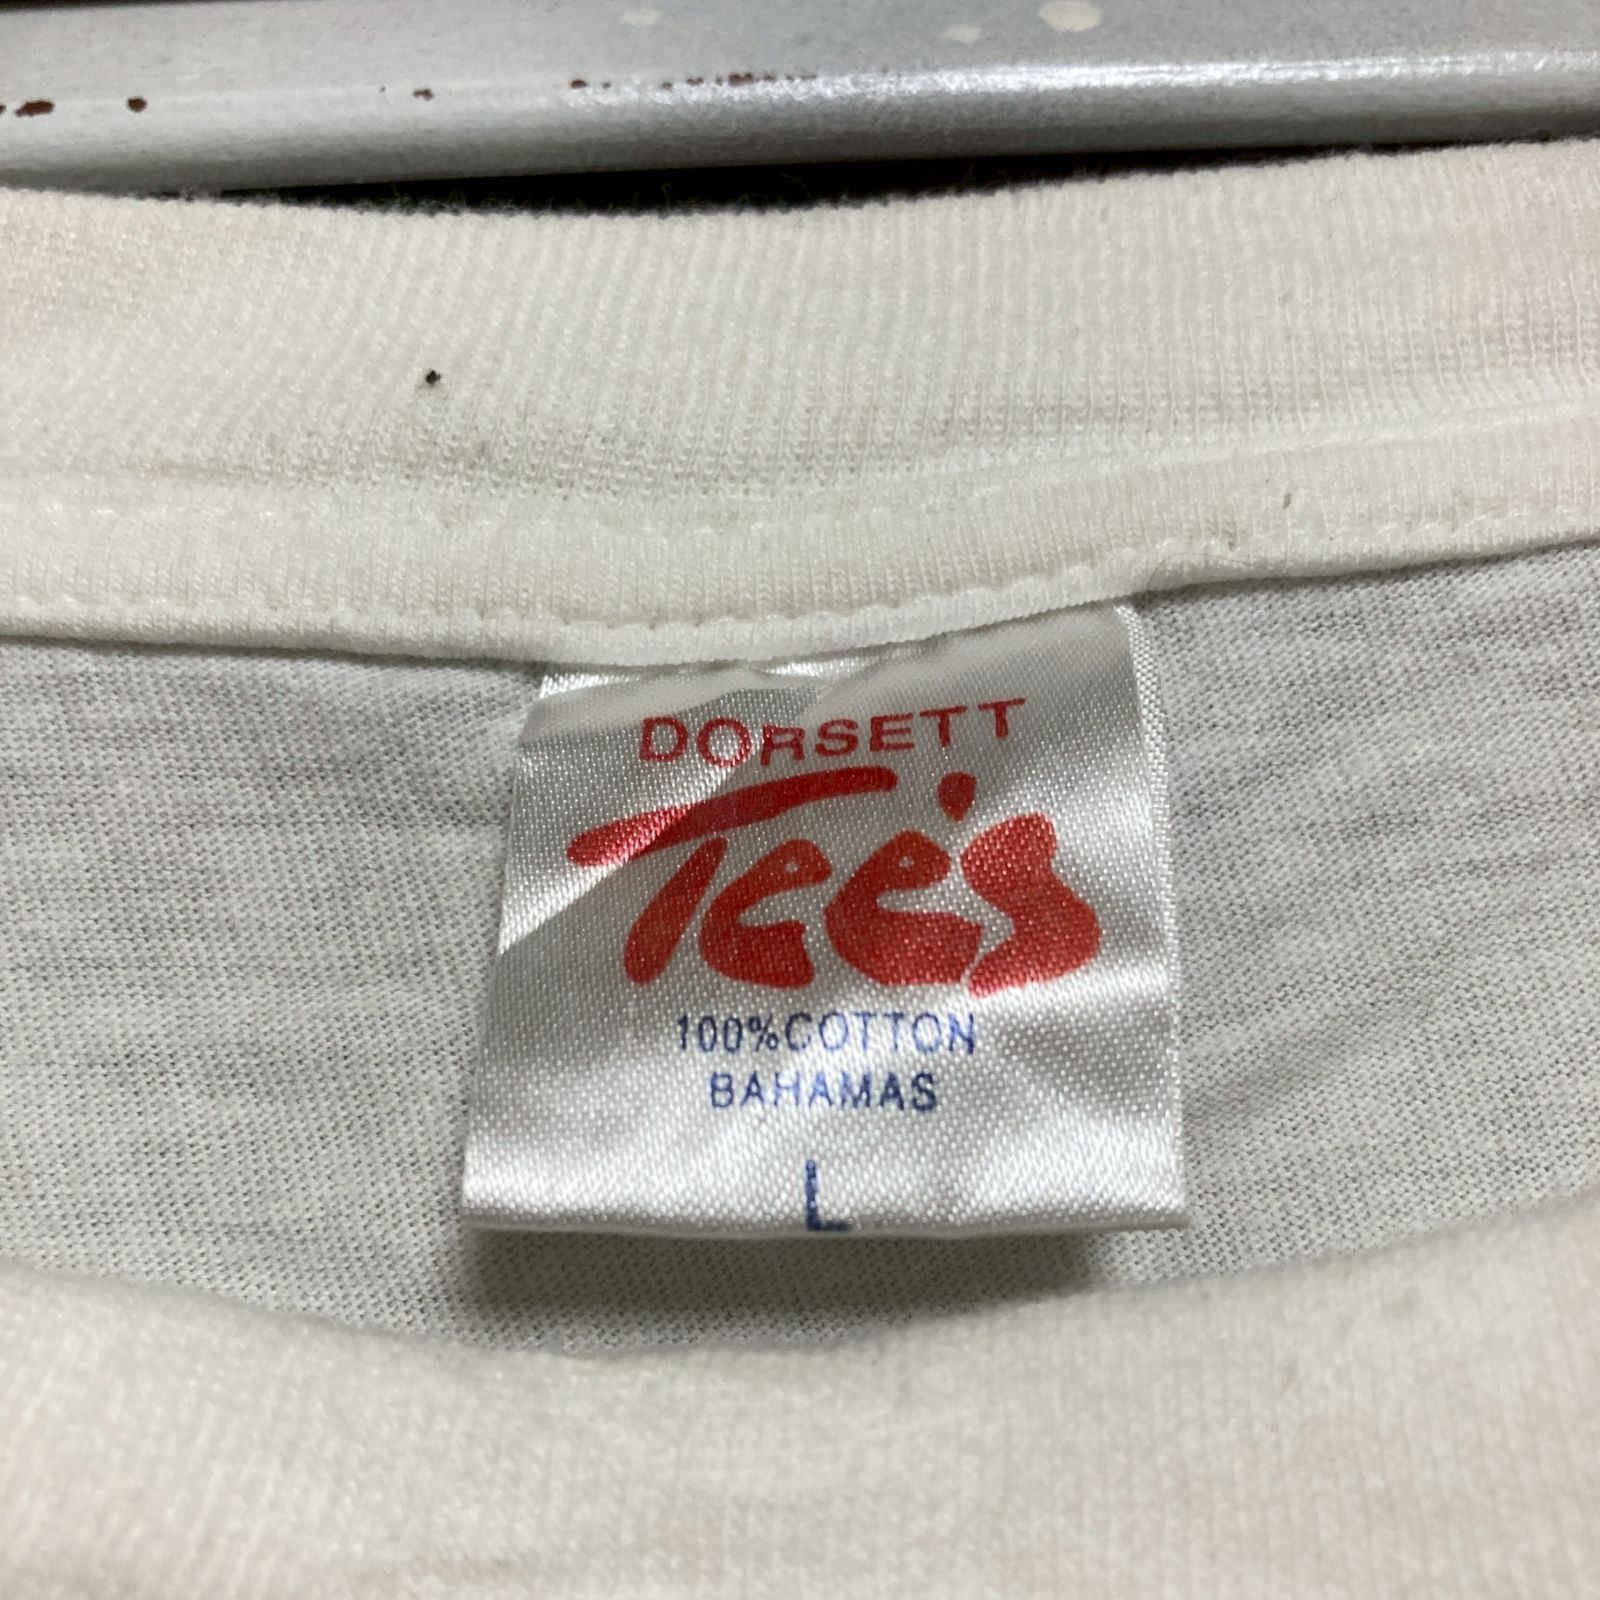 DORSETT
Tee's
100%COTTON
BAHAMAS
L